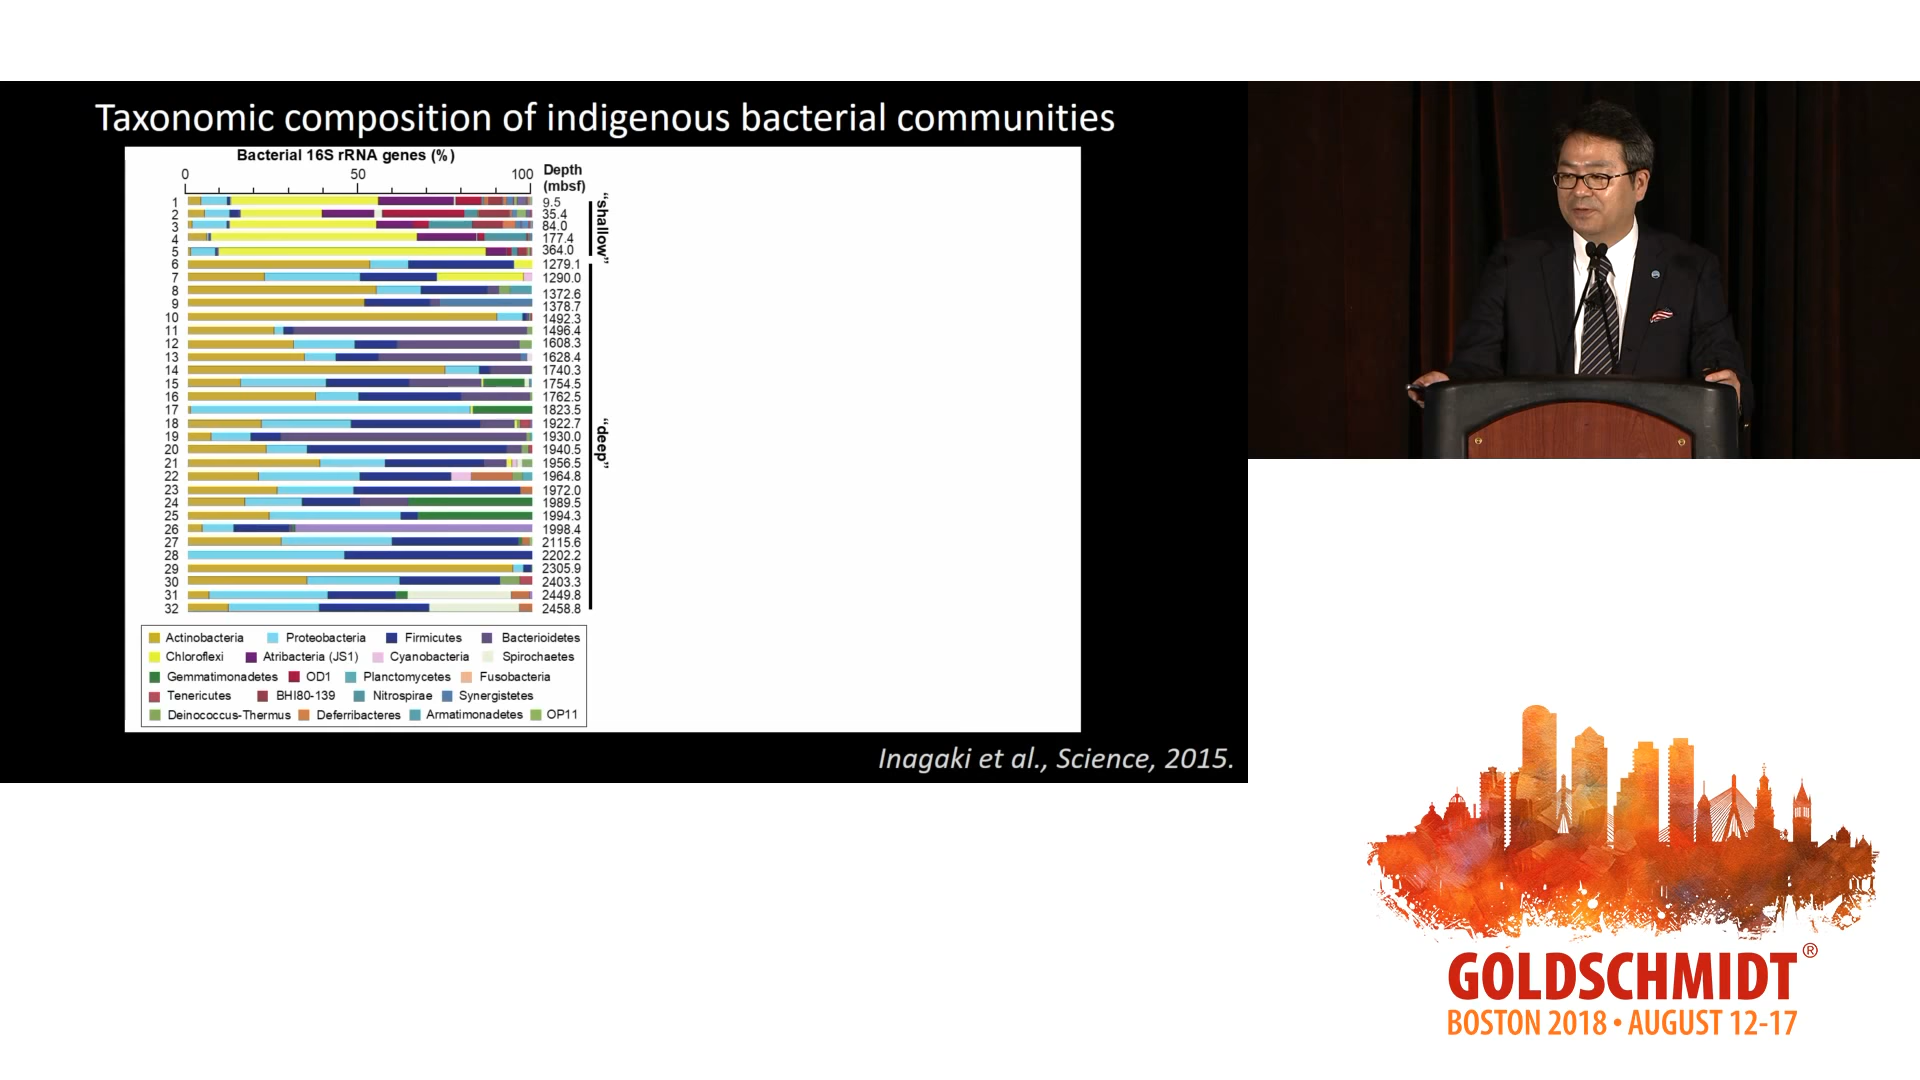 Taxonomic composition of indigenous bacterial communities
Bacterial 16S rRNA genes (%)
0 50 100 Depth
(mbsf)
1 9.5
2 35.4
3 84.0
4 177.4
5 364.0
6 1279.1
7 1290.0
8 1372.6
9 1378.7
10 1492.3
11 1496.4
12 1608.3
13 1628.4
14 1740.3
15 1754.5
16 1762.5
17 1823.5
18 1922.7
19 1930.0
20 1940.5
21 1956.5
22 1964.8
23 1972.0
24 1989.5
25 1994.3
26 1998.4
27 2115.6
28 2202.2
29 2305.9
30 2403.3
31 2449.8
32 2458.8
"shallow"
"deep"
Actinobacteria Proteobacteria Firmicutes Bacterioidetes
Chloroflexi Atribacteria (JS1) Cyanobacteria Spirochaetes
Gemmatimonadetes OD1 Planctomycetes Fusobacteria
Tenericutes BHI80-139 Nitrospirae Synergistetes
Deinococcus-Thermus Deferribacteres Armatimonadetes OP11
Inagaki et al., Science, 2015.
GOLDSCHMIDT®
BOSTON 2018 • AUGUST 12-17